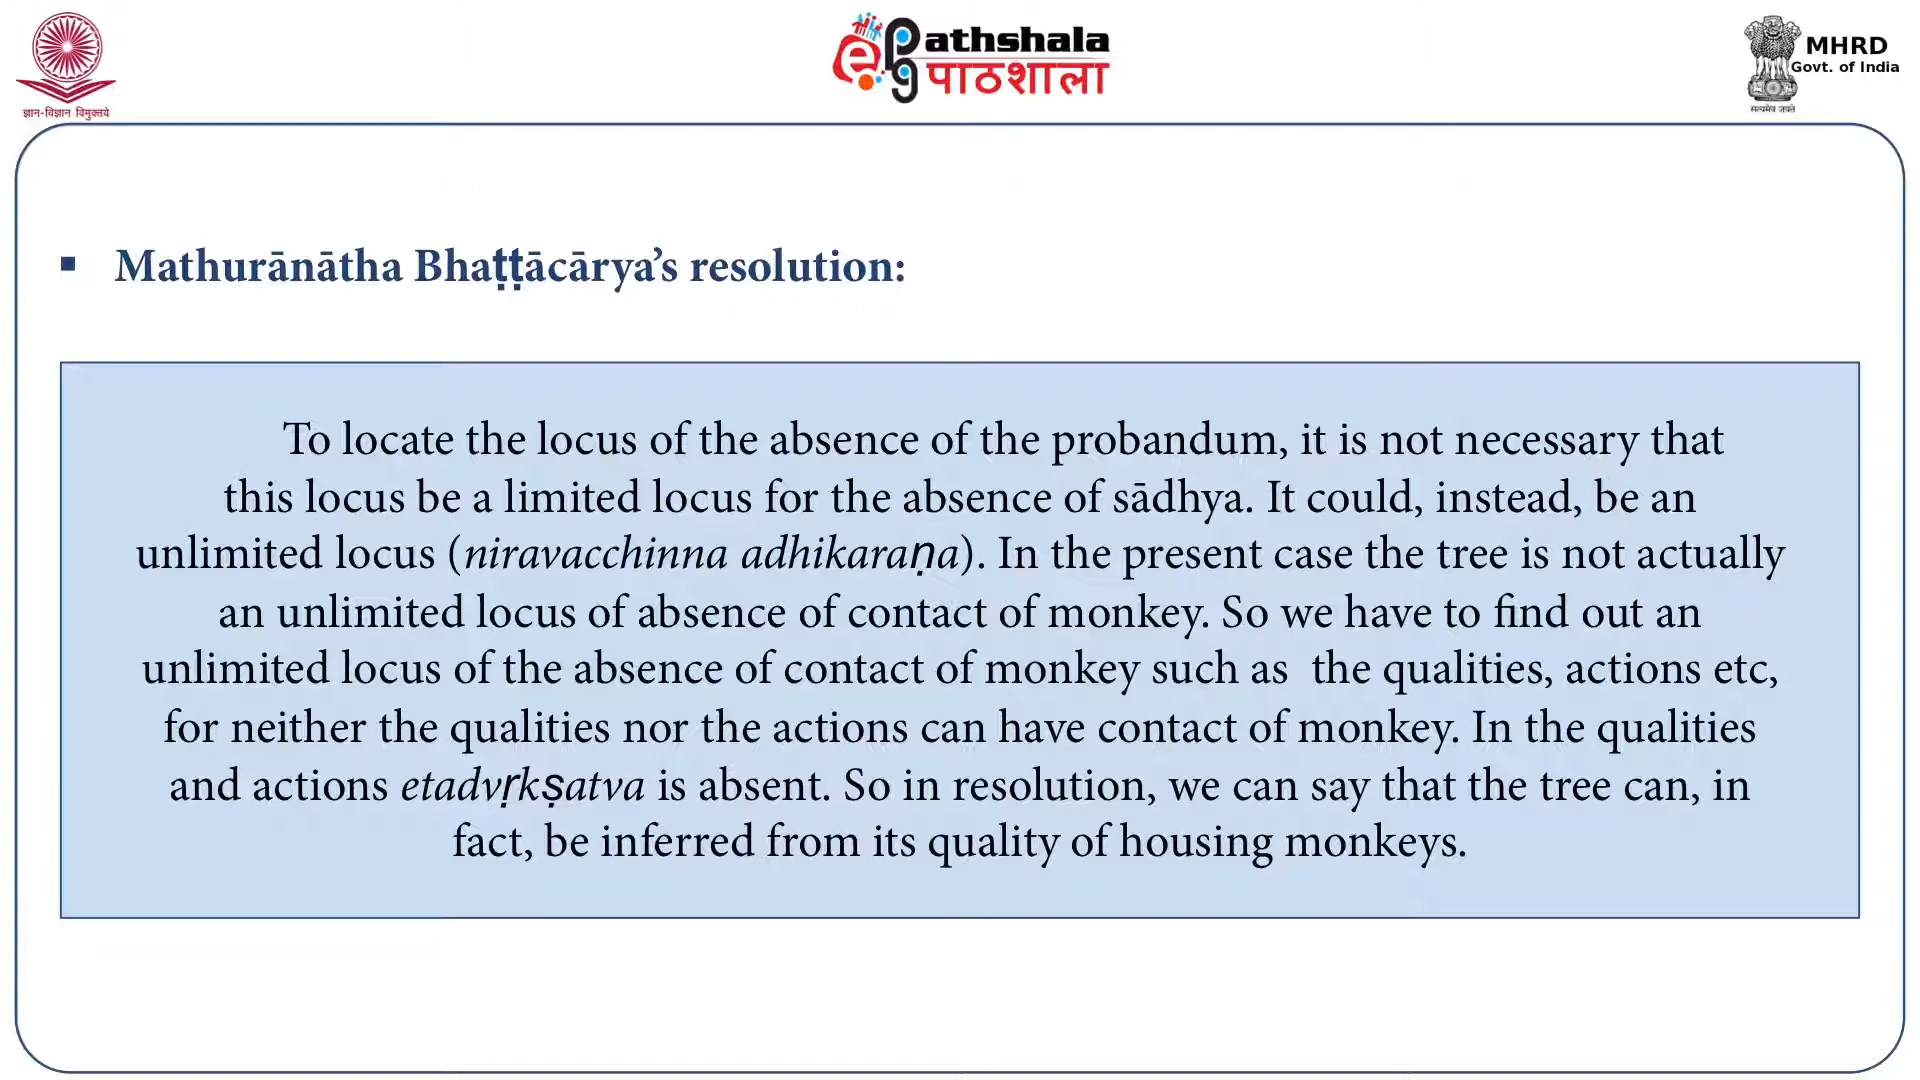 ज्ञान-विज्ञान विमुक्तये
ePathshala
पाठशाला
MHRD
Govt. of India
सत्यमेव जयते
▪ Mathurānātha Bhaṭṭācārya’s resolution:
To locate the locus of the absence of the probandum, it is not necessary that
this locus be a limited locus for the absence of sādhya. It could, instead, be an
unlimited locus (niravacchinna adhikaraṇa). In the present case the tree is not actually
an unlimited locus of absence of contact of monkey. So we have to find out an
unlimited locus of the absence of contact of monkey such as  the qualities, actions etc,
for neither the qualities nor the actions can have contact of monkey. In the qualities
and actions etadvṛkṣatva is absent. So in resolution, we can say that the tree can, in
fact, be inferred from its quality of housing monkeys.